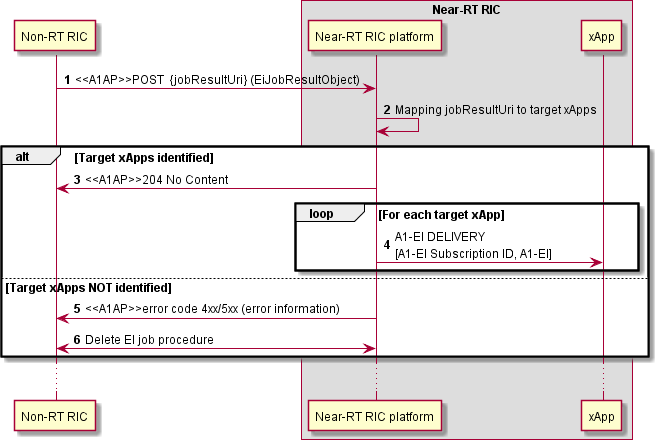 Near-RT RIC
Non-RT RIC
Near-RT RIC platform
xApp
1 <<A1AP>>POST {jobResultUri} (EiJobResultObject)
2 Mapping jobResultUri to target xApps
alt [Target xApps identified]
3 <<A1AP>>204 No Content
loop [For each target xApp]
4 A1-EI DELIVERY
[A1-EI Subscription ID, A1-EI]
[Target xApps NOT identified]
5 <<A1AP>>error code 4xx/5xx (error information)
6 Delete EI job procedure
Non-RT RIC
Near-RT RIC platform
xApp